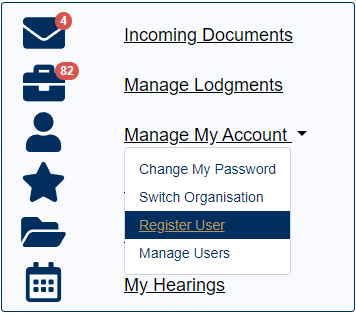 4
Incoming Documents
82
Manage Lodgments
Manage My Account
Change My Password
Switch Organisation
Register User
Manage Users
My Hearings